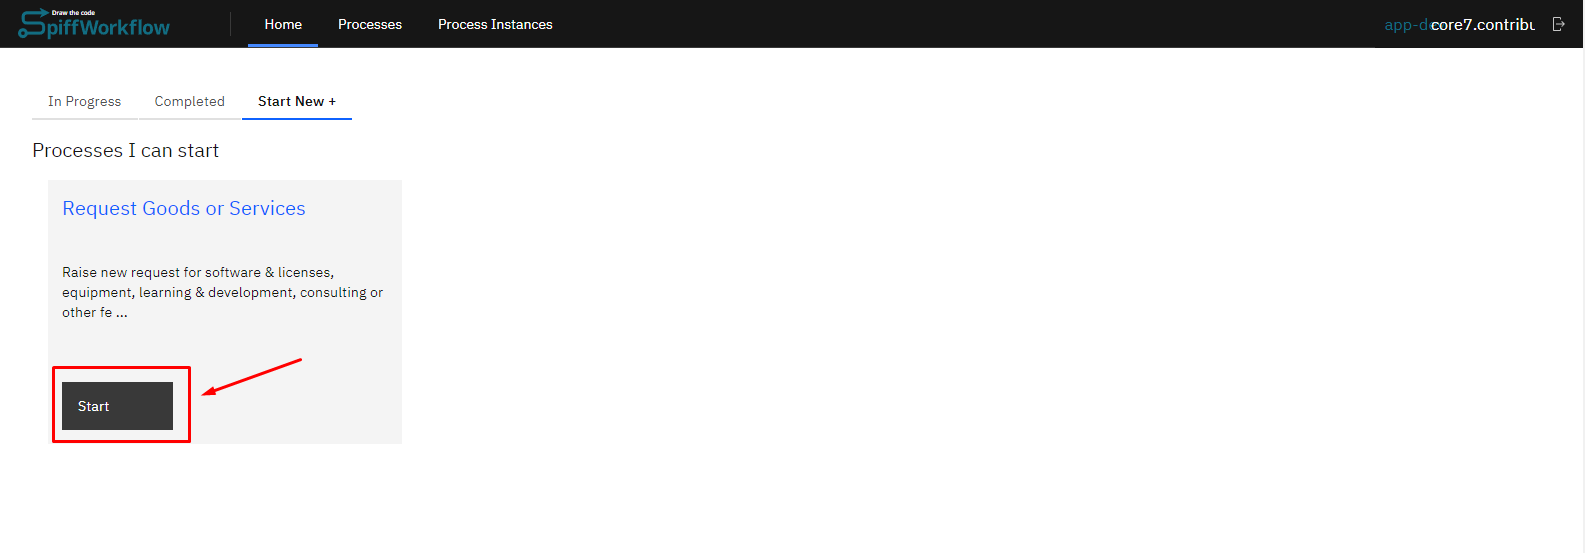 Draw the code
SpiffWorkflow
Home
Processes
Process Instances
core7.contribu
In Progress
Completed
Start New +
Processes I can start
Request Goods or Services
Raise new request for software & licenses,
equipment, learning & development, consulting or
other fe ...
Start